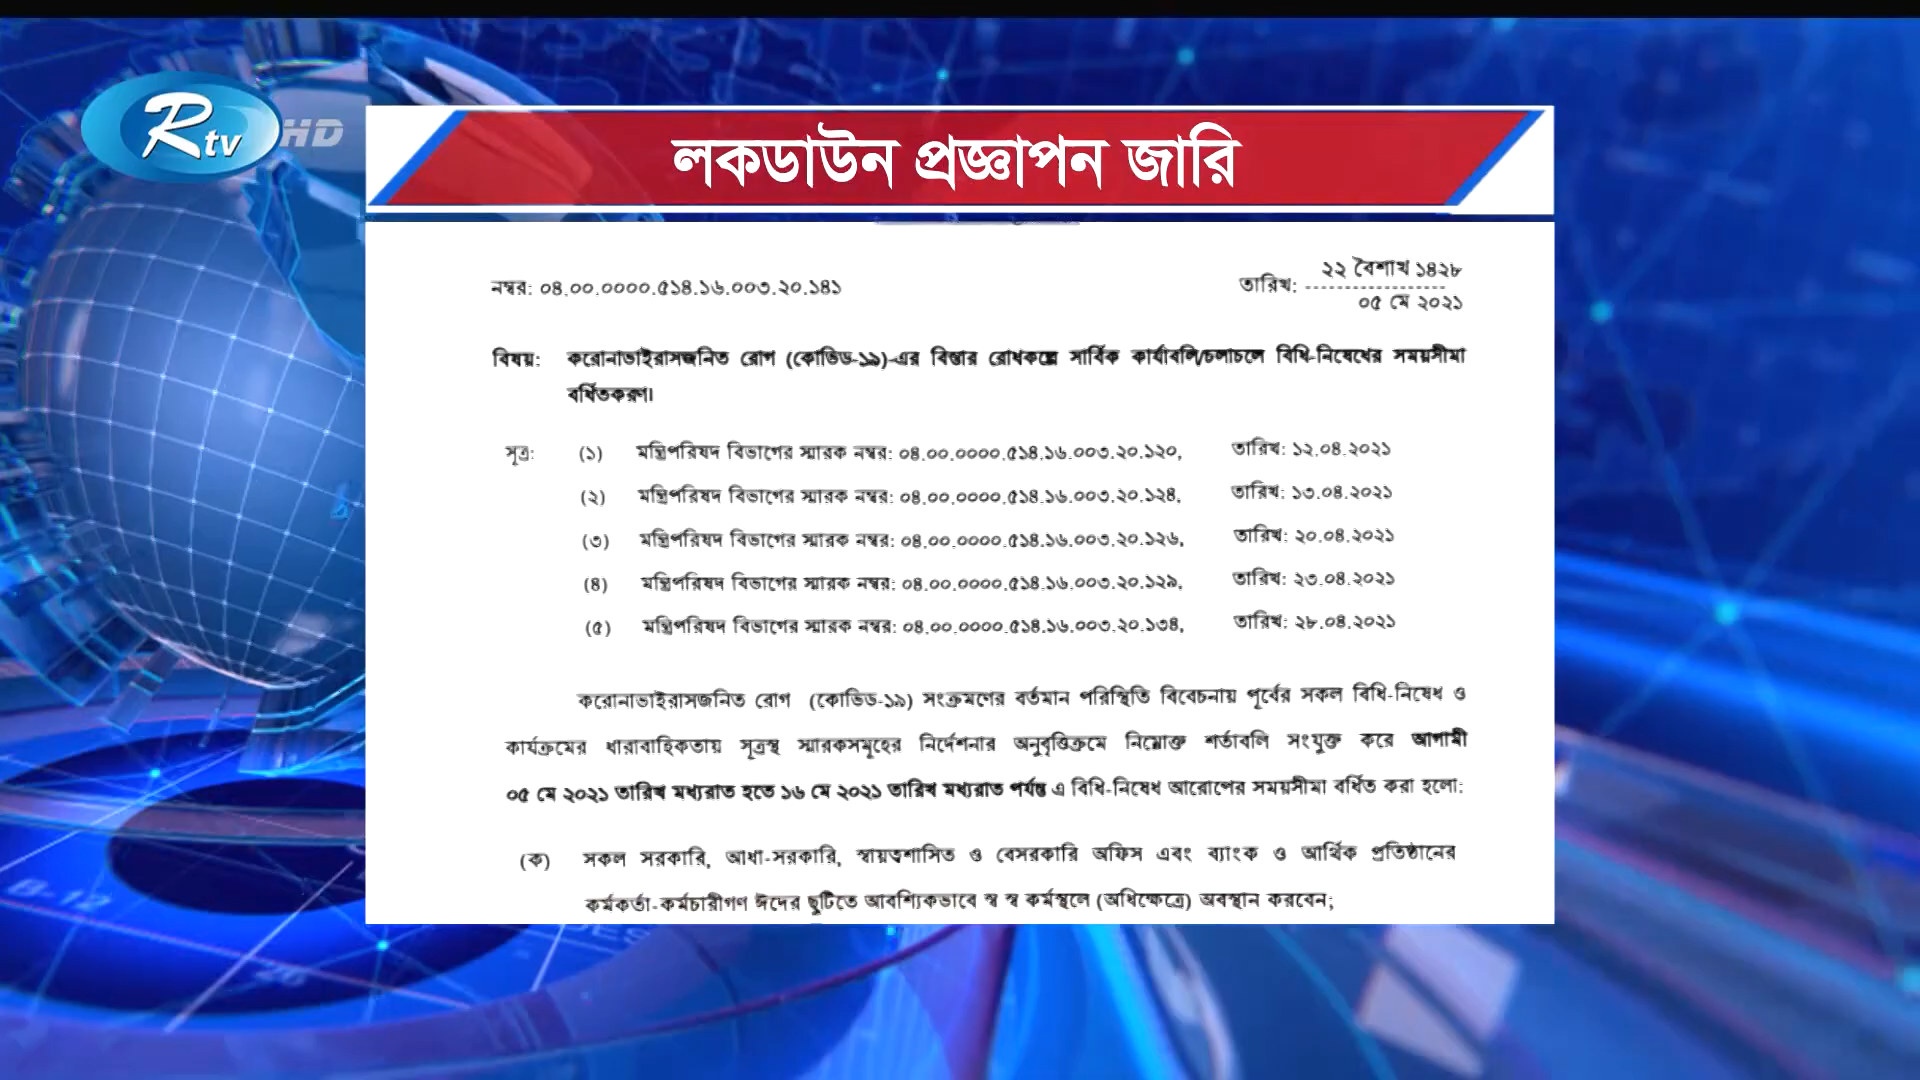 Rtv HD
লকডাউন প্রজ্ঞাপন জারি
২২ বৈশাখ ১৪২৮
নম্বর: ০৪.০০.০০০০.৫১৪.১৬.০০৩.২০.১৪১ তারিখ: ------------------
০৫ মে ২০২১
বিষয়: করোনাভাইরাসজনিত রোগ (কোভিড-১৯)-এর বিস্তার রোধকল্পে সার্বিক কার্যাবলি/চলাচলে বিধি-নিষেধের সময়সীমা
বর্ধিতকরণ।
সূত্র: (১) মন্ত্রিপরিষদ বিভাগের স্মারক নম্বর: ০৪.০০.০০০০.৫১৪.১৬.০০৩.২০.১২০, তারিখ: ১২.০৪.২০২১
(২) মন্ত্রিপরিষদ বিভাগের স্মারক নম্বর: ০৪.০০.০০০০.৫১৪.১৬.০০৩.২০.১২৪, তারিখ: ১৩.০৪.২০২১
(৩) মন্ত্রিপরিষদ বিভাগের স্মারক নম্বর: ০৪.০০.০০০০.৫১৪.১৬.০০৩.২০.১২৬, তারিখ: ২০.০৪.২০২১
(৪) মন্ত্রিপরিষদ বিভাগের স্মারক নম্বর: ০৪.০০.০০০০.৫১৪.১৬.০০৩.২০.১২৯, তারিখ: ২৩.০৪.২০২১
(৫) মন্ত্রিপরিষদ বিভাগের স্মারক নম্বর: ০৪.০০.০০০০.৫১৪.১৬.০০৩.২০.১৩৪, তারিখ: ২৮.০৪.২০২১
করোনাভাইরাসজনিত রোগ (কোভিড-১৯) সংক্রমণের বর্তমান পরিস্থিতি বিবেচনায় পূর্বের সকল বিধি-নিষেধ ও
কার্যক্রমের ধারাবাহিকতায় সূত্রস্থ স্মারকসমূহের নির্দেশনার অনুবৃত্তিক্রমে নিম্নোক্ত শর্তাবলি সংযুক্ত করে আগামী
০৫ মে ২০২১ তারিখ মধ্যরাত হতে ১৬ মে ২০২১ তারিখ মধ্যরাত পর্যন্ত এ বিধি-নিষেধ আরোপের সময়সীমা বর্ধিত করা হলো:
(ক) সকল সরকারি, আধা-সরকারি, স্বায়ত্বশাসিত ও বেসরকারি অফিস এবং ব্যাংক ও আর্থিক প্রতিষ্ঠানের
কর্মকর্তা-কর্মচারীগণ ঈদের ছুটিতে আবশ্যিকভাবে স্ব স্ব কর্মস্থলে (অধিক্ষেত্রে) অবস্থান করবেন;
B-12